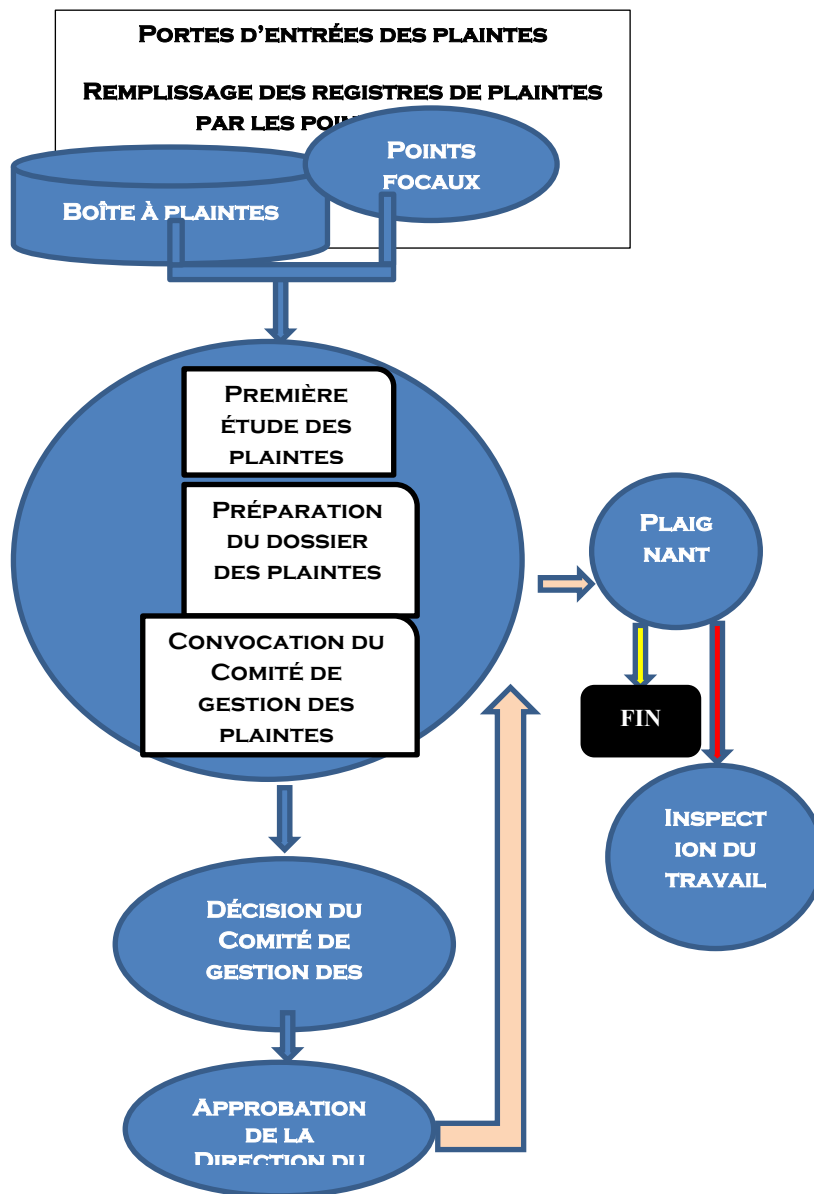 PORTES D'ENTRÉES DES PLAINTES
REMPLISSAGE DES REGISTRES DE PLAINTES
PAR LES
POINTS
FOCAUX
BOÎTE À PLAINTES
PREMIÈRE
ÉTUDE DES
PLAINTES
PRÉPARATION
DU DOSSIER
DES PLAINTES
CONVOCATION DU
COMITÉ DE
GESTION DES
PLAINTES
PLAIG
NANT
FIN
INSPECT
ION DU
TRAVAIL
DÉCISION DU
COMITÉ DE
GESTION DES
APPROBATION
DE LA
DIRECTION DU